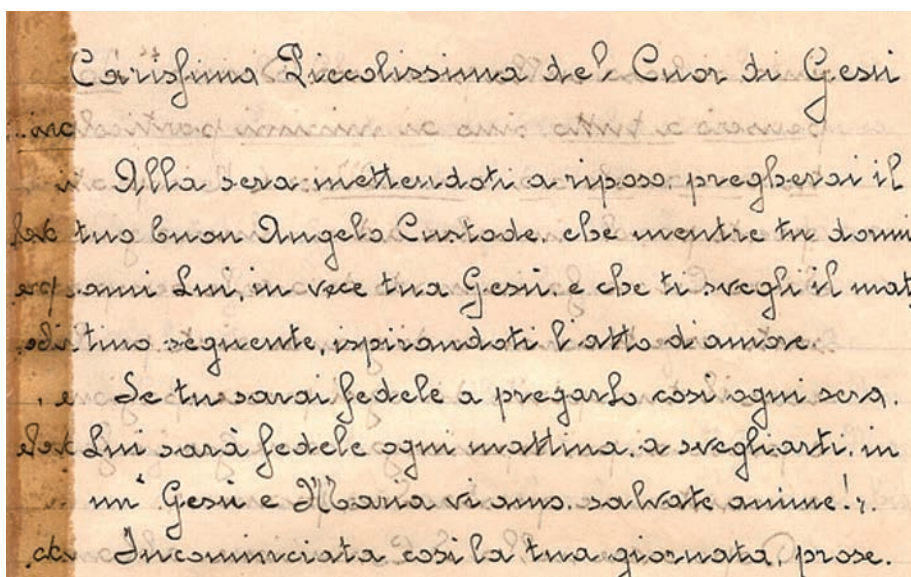 Carissima Piccolissima del Cuor di Gesù
Alla sera mettendoti a riposo, pregherai il
tuo buon Angelo Custode, che mentre tu dormi
ami Lui, in vece tua Gesù, e che ti svegli il mat
tino seguente, ispirandoti l'atto d'amore.
Se tu sarai fedele a pregarlo così ogni sera,
Lui sarà fedele ogni mattina, a svegliarti, in
un' Gesù e Maria vi amo, salvate anime!,
Incominciata così la tua giornata, prose.